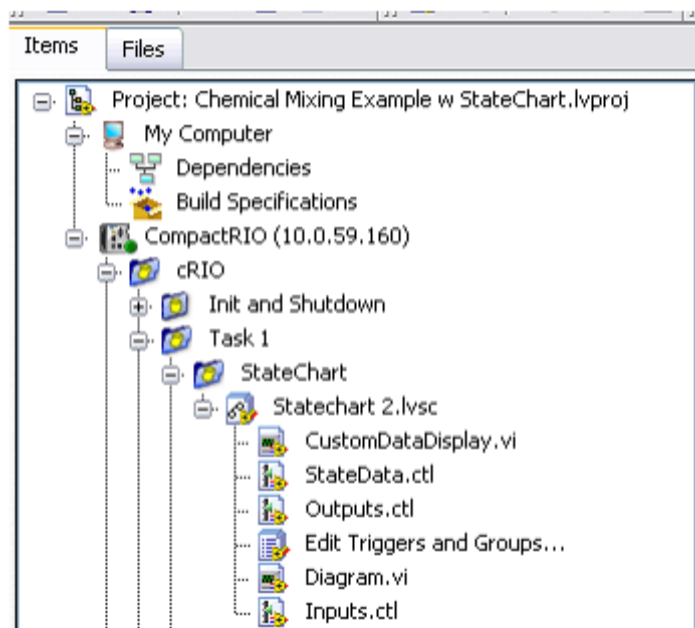 Items Files
Project: Chemical Mixing Example w StateChart.lvproj
My Computer
Dependencies
Build Specifications
CompactRIO (10.0.59.160)
cRIO
Init and Shutdown
Task 1
StateChart
Statechart 2.lvsc
CustomDataDisplay.vi
StateData.ctl
Outputs.ctl
Edit Triggers and Groups...
Diagram.vi
Inputs.ctl